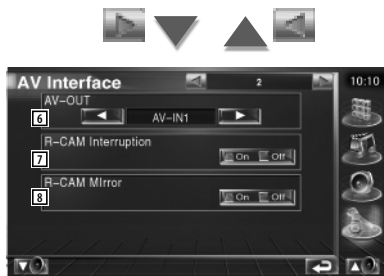 AV Interface
2
10:10
AV-OUT
6
AV-IN1
R-CAM Interruption
7
On Off
R-CAM MIrror
8
On Off